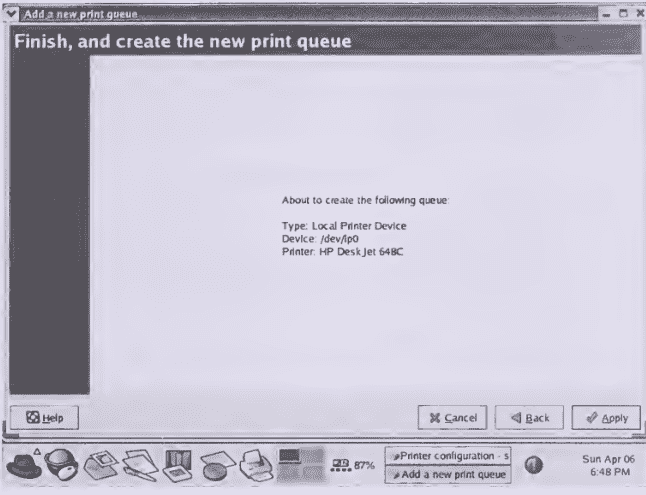 Add a new print queue
Finish, and create the new print queue
About to create the following queue:
Type: Local Printer Device
Device: /dev/lp0
Printer: HP DeskJet 648C
Help
Cancel
Back
Apply
87%
Printer configuration - s
Add a new print queue
Sun Apr 06
6:48 PM